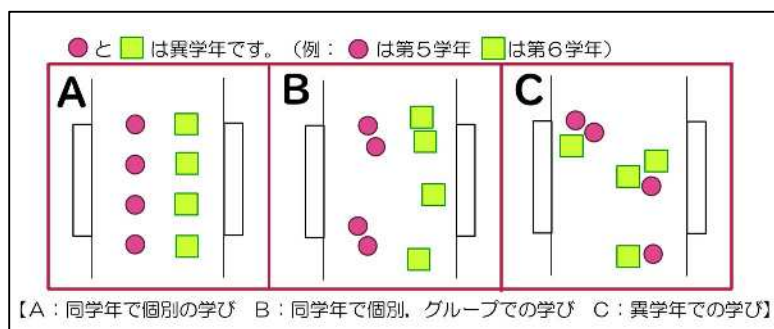 ●と■は異学年です。（例：●は第5学年 ■は第6学年）
A B C
【A：同学年で個別の学び　B：同学年で個別，グループでの学び　C：異学年での学び】